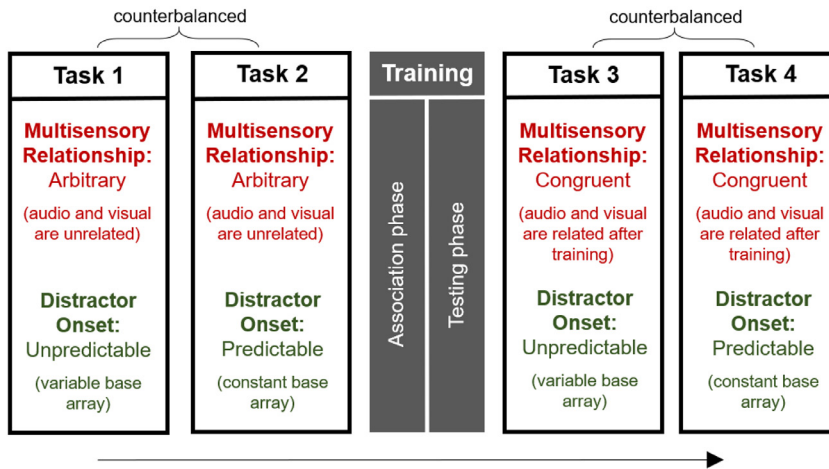 counterbalanced
counterbalanced
Task 1
Multisensory
Relationship:
Arbitrary
(audio and visual
are unrelated)
Distractor
Onset:
Unpredictable
(variable base
array)
Task 2
Multisensory
Relationship:
Arbitrary
(audio and visual
are unrelated)
Distractor
Onset:
Predictable
(constant base
array)
Training
Association phase
Testing phase
Task 3
Multisensory
Relationship:
Congruent
(audio and visual
are related after
training)
Distractor
Onset:
Unpredictable
(variable base
array)
Task 4
Multisensory
Relationship:
Congruent
(audio and visual
are related after
training)
Distractor
Onset:
Predictable
(constant base
array)